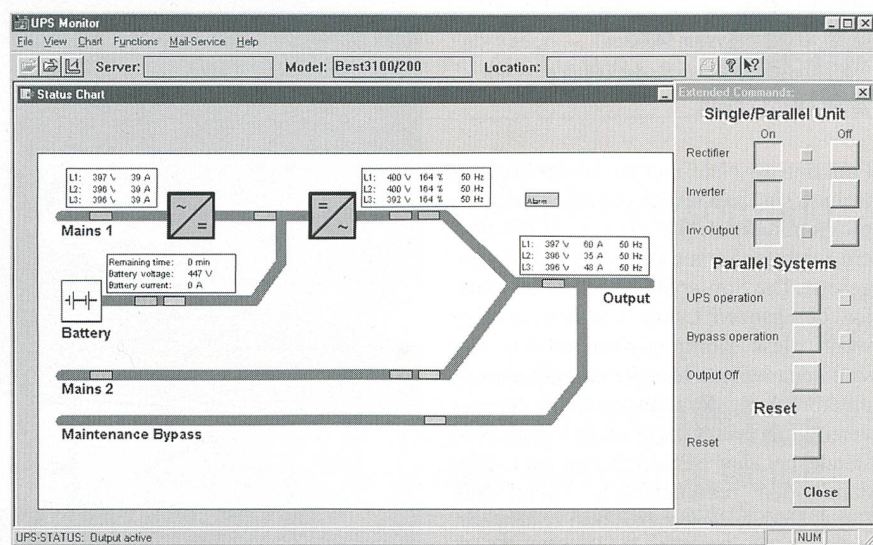 UPS Monitor
File View Chart Functions Mail-Service Help
Server: Model: Best3100/200 Location:
Status Chart
L1: 397 V 39 A
L2: 396 V 39 A
L3: 396 V 39 A
Mains 1
L1: 400 V 164 % 50 Hz
L2: 400 V 164 % 50 Hz
L3: 392 V 164 % 50 Hz
Alarm
Remaining time: 0 min
Battery voltage: 447 V
Battery current: 0 A
Battery
L1: 397 V 60 A 50 Hz
L2: 396 V 35 A 50 Hz
L3: 396 V 48 A 50 Hz
Output
Mains 2
Maintenance Bypass
Extended Commands:
Single/Parallel Unit
On Off
Rectifier
Inverter
Inv.Output
Parallel Systems
UPS operation
Bypass operation
Output Off
Reset
Reset
Close
UPS-STATUS: Output active
NUM